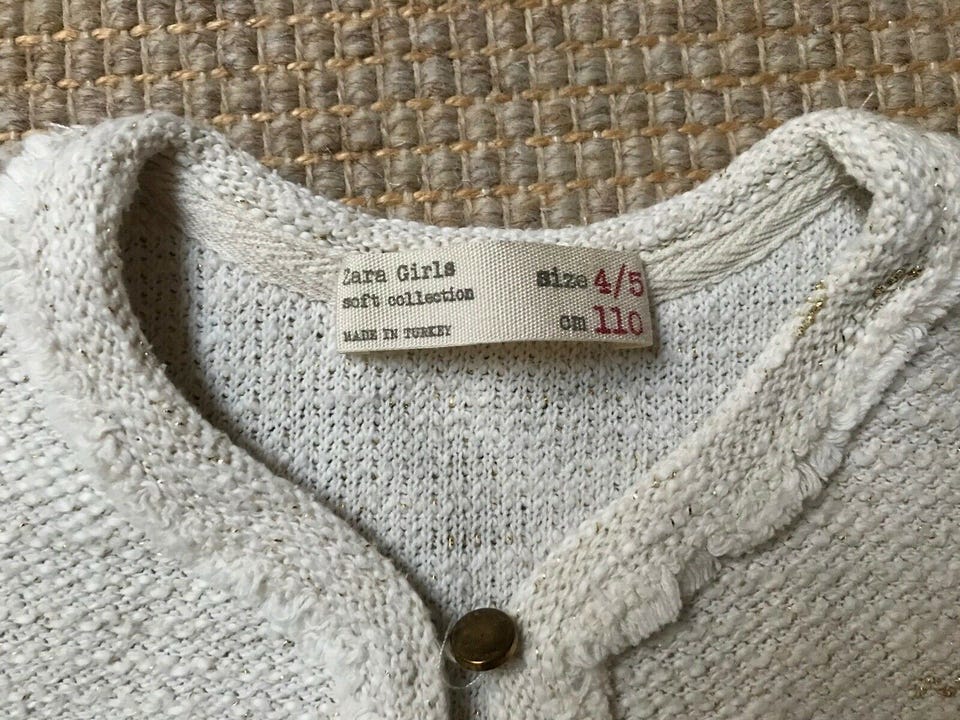 Zara Girls
soft collection
MADE IN TURKEY
size 4/5
cm 110